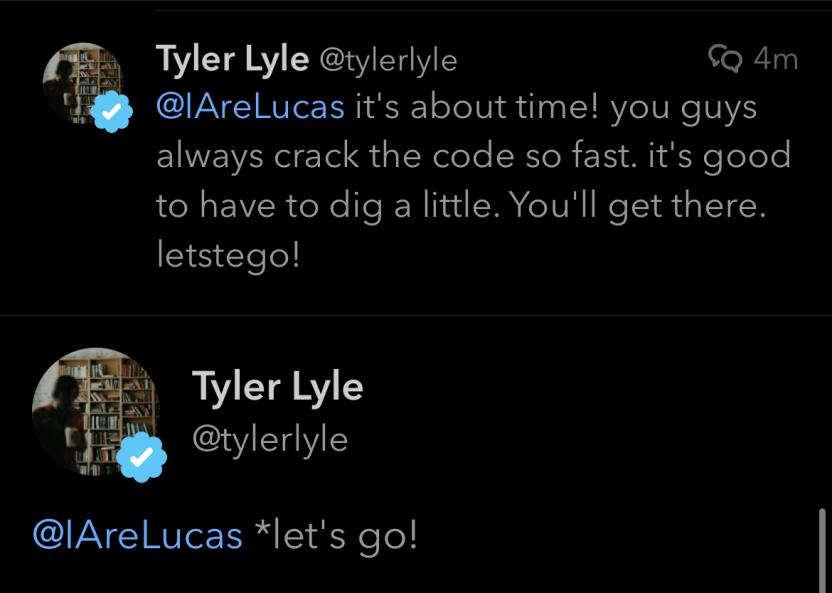 Tyler Lyle @tylerlyle 4m
@IAreLucas it's about time! you guys
always crack the code so fast. it's good
to have to dig a little. You'll get there.
letstego!
Tyler Lyle
@tylerlyle
@IAreLucas *let's go!